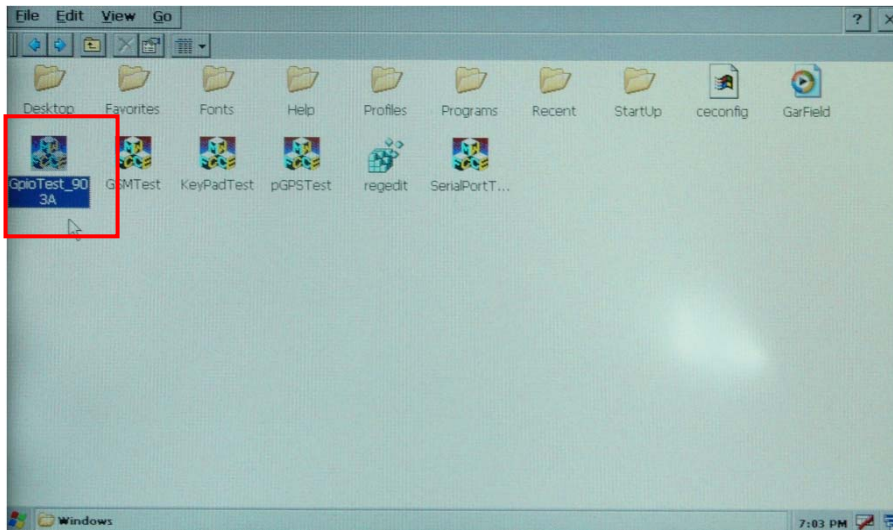 File Edit View Go
? ×
Desktop Favorites Fonts Help Profiles Programs Recent StartUp ceconfig GarField
GpioTest_90
3A
GSMTest KeyPadTest pGPSTest regedit SerialPortT...
Windows
7:03 PM